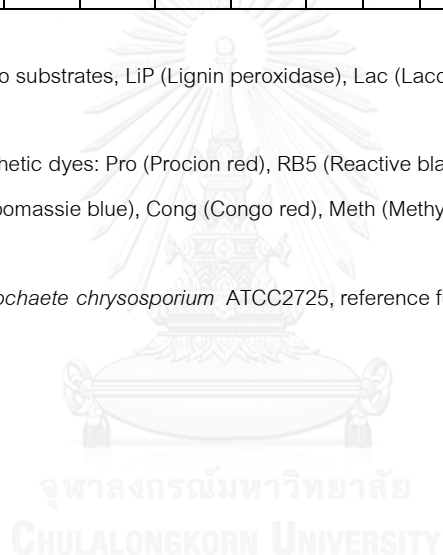 o substrates, LiP (Lignin peroxidase), Lac (Lacc
hetic dyes: Pro (Procion red), RB5 (Reactive bla
oomassie blue), Cong (Congo red), Meth (Methy
ochaete chrysosporium ATCC2725, reference f
จุฬาลงกรณ์มหาวิทยาลัย
CHULALONGKORN UNIVERSITY